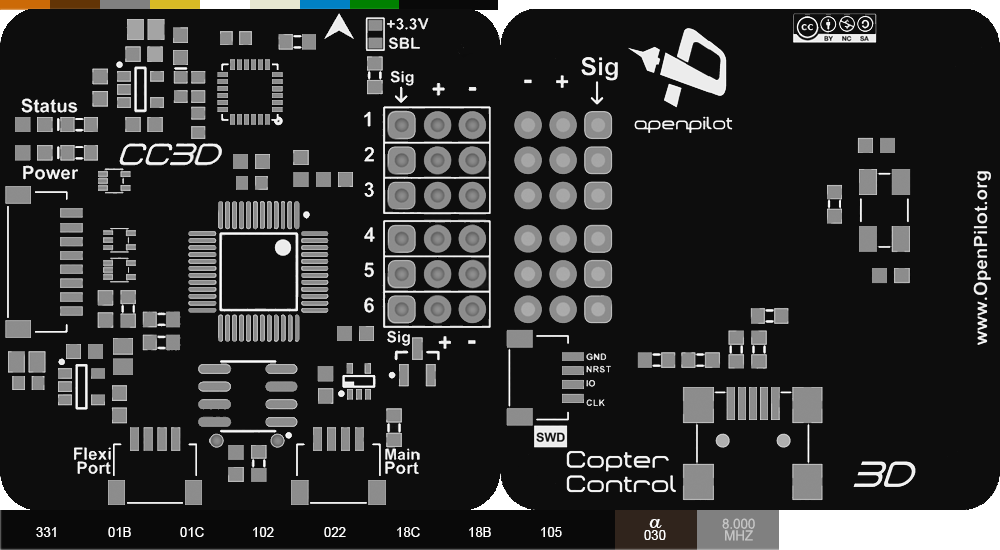 +3.3V
SBL
Sig
+ -
Status
CC3D
Power
1
2
3
4
5
6
Sig
+ -
Flexi
Port
Main
Port
- + Sig
openpilot
cc
BY NC SA
www.OpenPilot.org
GND
NRST
IO
CLK
SWD
Copter
Control
3D
331 01B 01C 102 022 18C 18B 105 α 030 8.000 MHZ